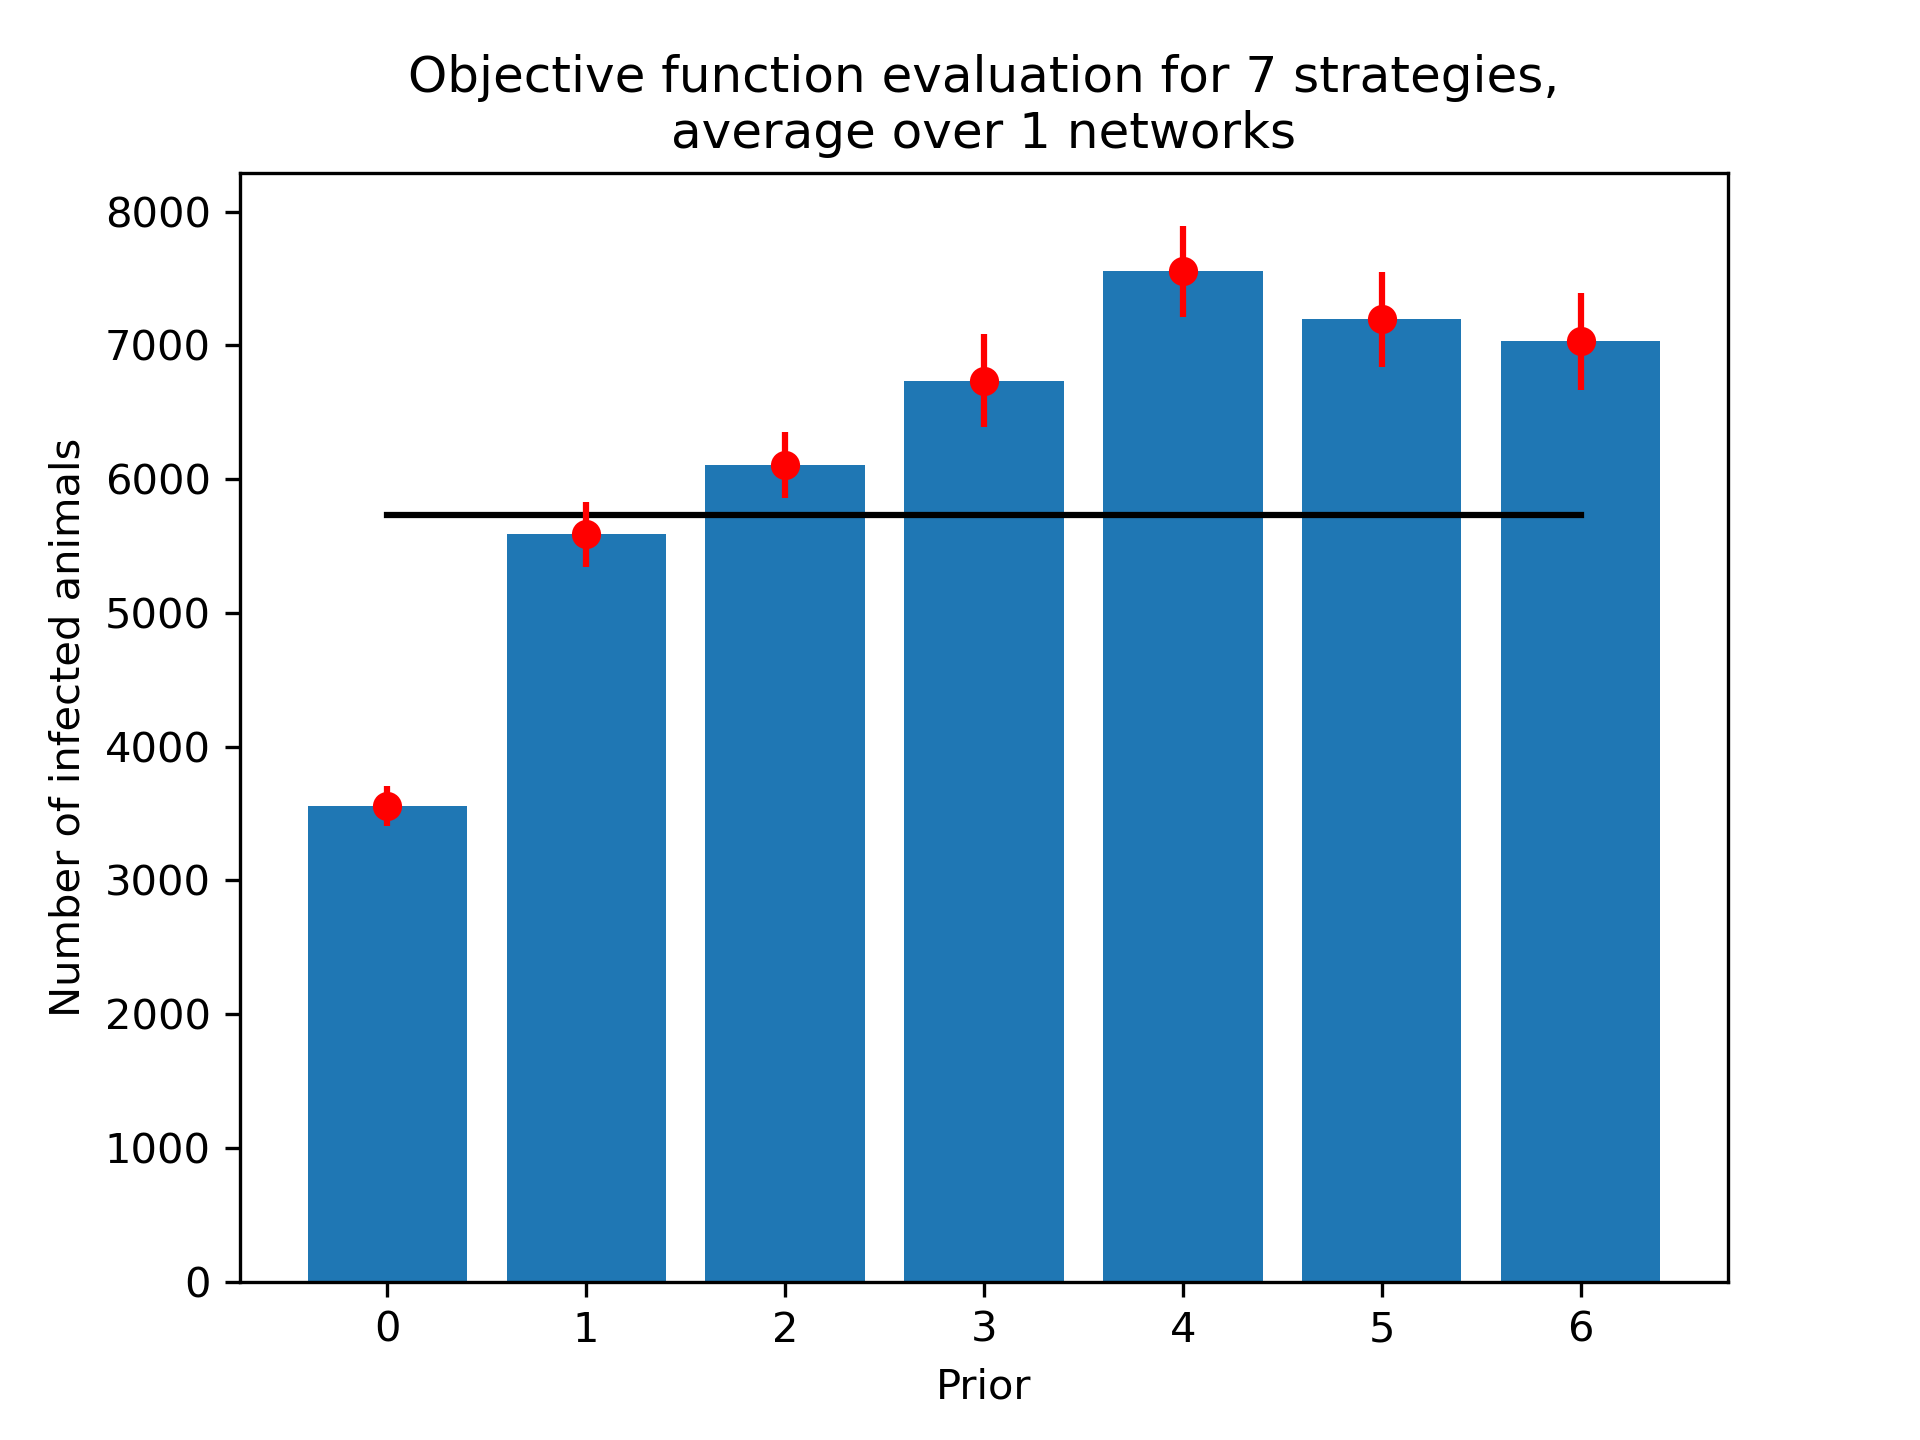 Objective function evaluation for 7 strategies,
average over 1 networks
Number of infected animals
8000
7000
6000
5000
4000
3000
2000
1000
0
0 1 2 3 4 5 6
Prior